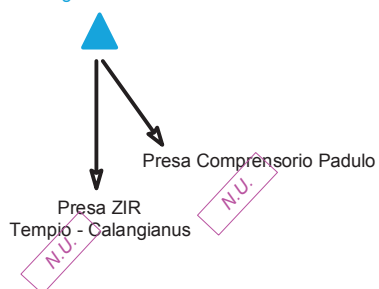 Presa Comprensorio Padulo
N.U.
Presa ZIR
Tempio - Calangianus
N.U.